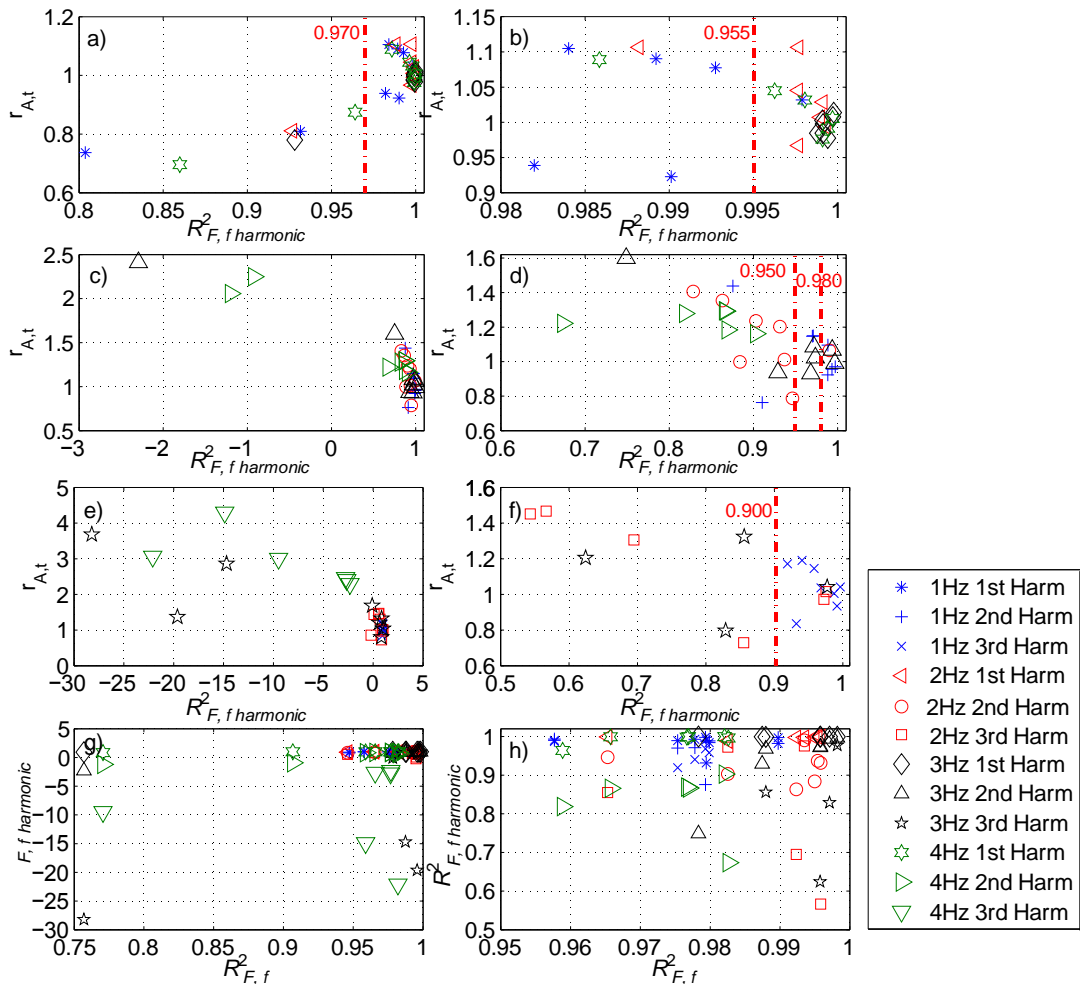 a)
0.970
1.2
1
0.8
0.6
r_A,t
0.8 0.85 0.9 0.95 1
R²_F, f harmonic
b)
0.955
1.15
1.1
1.05
1
0.95
0.9
r_A,t
0.98 0.985 0.99 0.995 1
R²_F, f harmonic
c)
2.5
2
1.5
1
0.5
r_A,t
−3 −2 −1 0 1
R²_F, f harmonic
d)
0.950
0.980
1.6
1.4
1.2
1
0.8
0.6
r_A,t
0.6 0.7 0.8 0.9 1
R²_F, f harmonic
e)
5
4
3
2
1
0
r_A,t
−30 −25 −20 −15 −10 −5 0 5
R²_F, f harmonic
f)
0.900
1.6
1.4
1.2
1
0.8
0.6
r_A,t
0.5 0.6 0.7 0.8 0.9 1
R²_F, f harmonic
g)
5
1
−5
−10
−15
−20
−25
−30
F, f harmonic
0.75 0.8 0.85 0.9 0.95 1
R²_F, f
h)
1
0.9
0.8
0.7
0.6
0.5
R²_F, f harmonic
0.95 0.96 0.97 0.98 0.99 1
R²_F, f
1Hz 1st Harm
1Hz 2nd Harm
1Hz 3rd Harm
2Hz 1st Harm
2Hz 2nd Harm
2Hz 3rd Harm
3Hz 1st Harm
3Hz 2nd Harm
3Hz 3rd Harm
4Hz 1st Harm
4Hz 2nd Harm
4Hz 3rd Harm